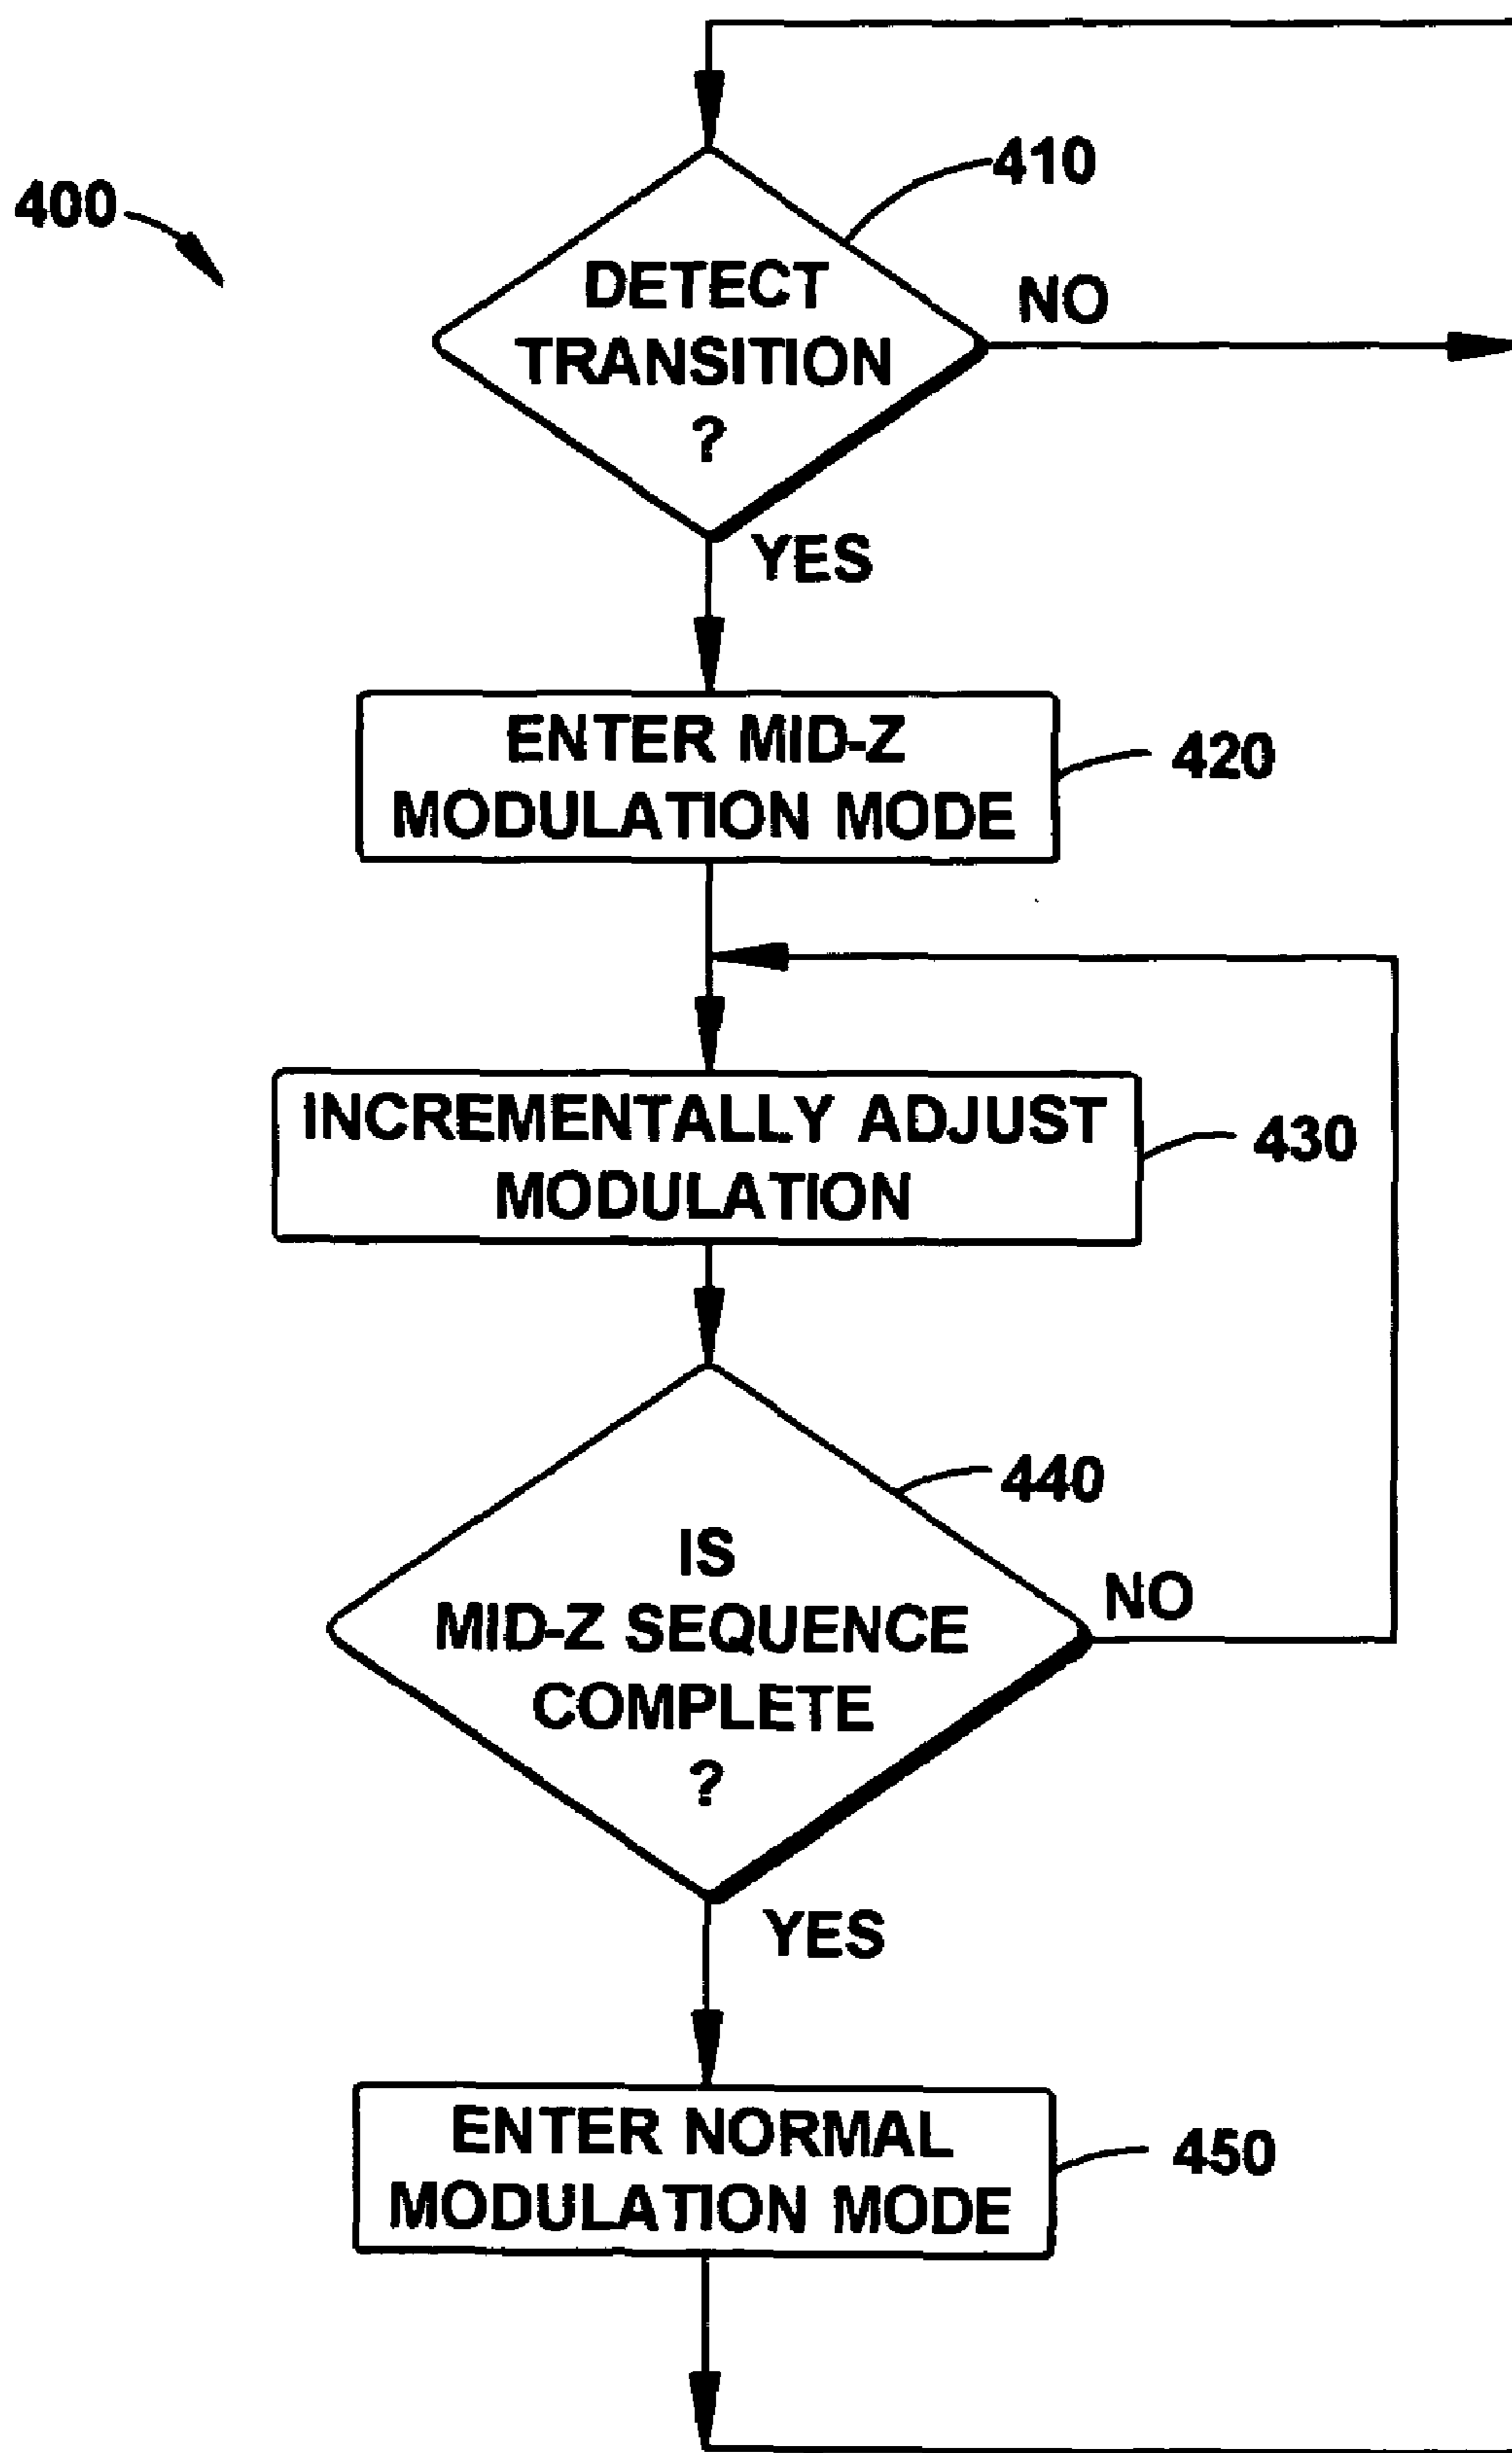 400
410
DETECT
TRANSITION
?
NO
YES
ENTER MID-Z
MODULATION MODE
420
INCREMENTALLY ADJUST
MODULATION
430
440
IS
MID-Z SEQUENCE
COMPLETE
?
NO
YES
ENTER NORMAL
MODULATION MODE
450